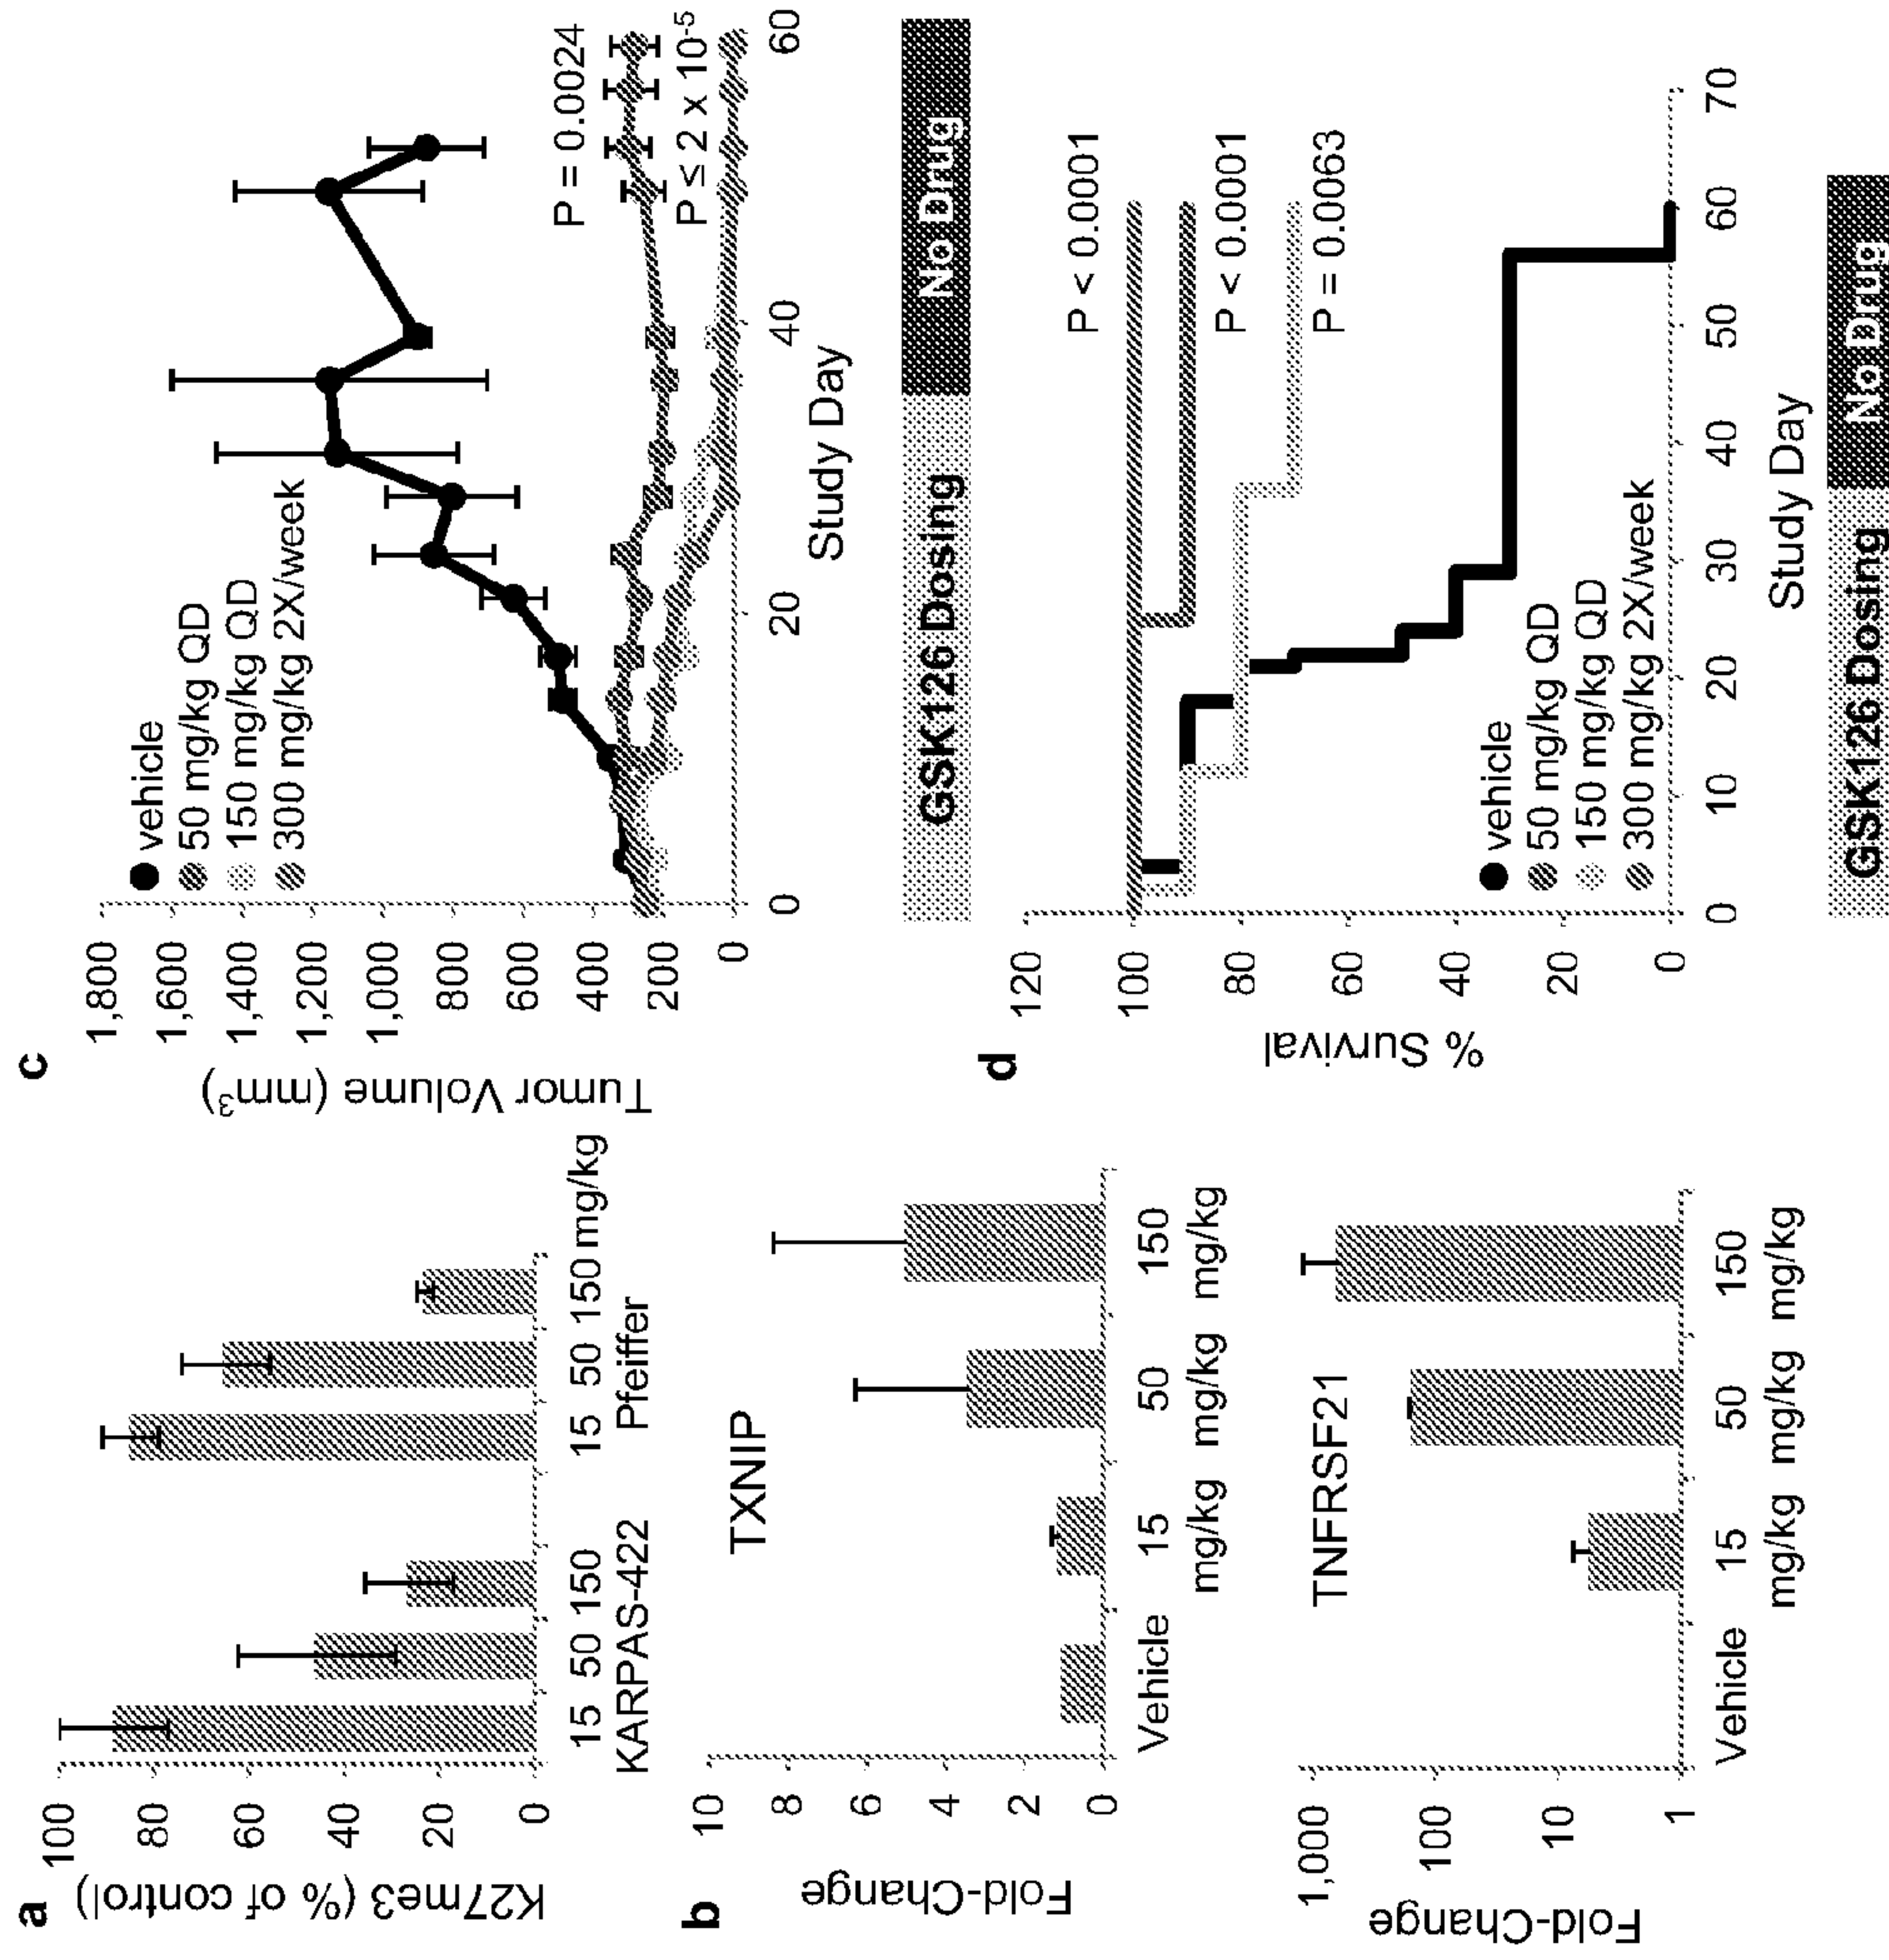 a
K27me3 (% of control)
100
80
60
40
20
0
15 50 150
KARPAS-422
15 50 150 mg/kg
Pfeiffer
b
TXNIP
Fold-Change
10
8
6
4
2
0
Vehicle
15 50 150
mg/kg mg/kg mg/kg
TNFRSF21
Fold-Change
1,000
100
10
1
Vehicle
15 50 150
mg/kg mg/kg mg/kg
c
Tumor Volume (mm³)
1,800
1,600
1,400
1,200
1,000
800
600
400
200
0
vehicle
50 mg/kg QD
150 mg/kg QD
300 mg/kg 2X/week
P = 0.0024
P ≤ 2 x 10⁻⁵
0 20 40 60
Study Day
GSK126 Dosing No Drug
d
% Survival
120
100
80
60
40
20
0
P < 0.0001
P < 0.0001
P = 0.0063
vehicle
50 mg/kg QD
150 mg/kg QD
300 mg/kg 2X/week
0 10 20 30 40 50 60 70
Study Day
GSK126 Dosing No Drug